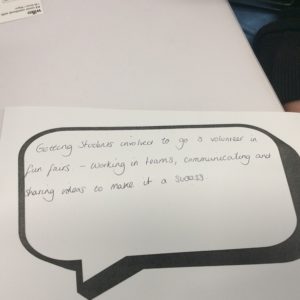 wilko
Getting students involved to go & volunteer in
fun fairs - working in teams, communicating and
sharing ideas to make it a success